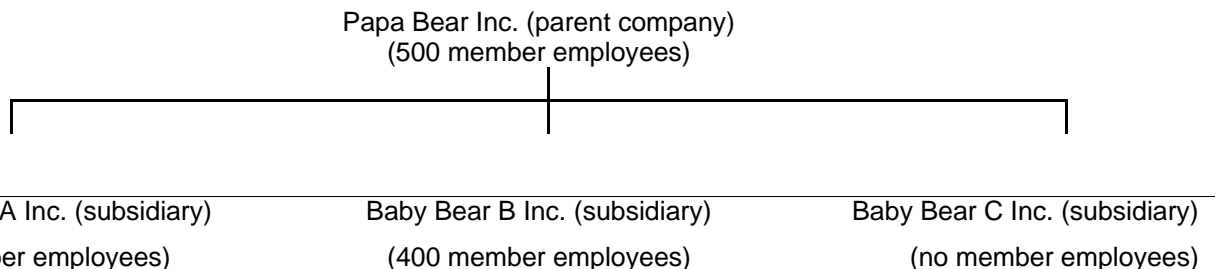 Papa Bear Inc. (parent company)
(500 member employees)
A Inc. (subsidiary) Baby Bear B Inc. (subsidiary) Baby Bear C Inc. (subsidiary)
employees) (400 member employees) (no member employees)